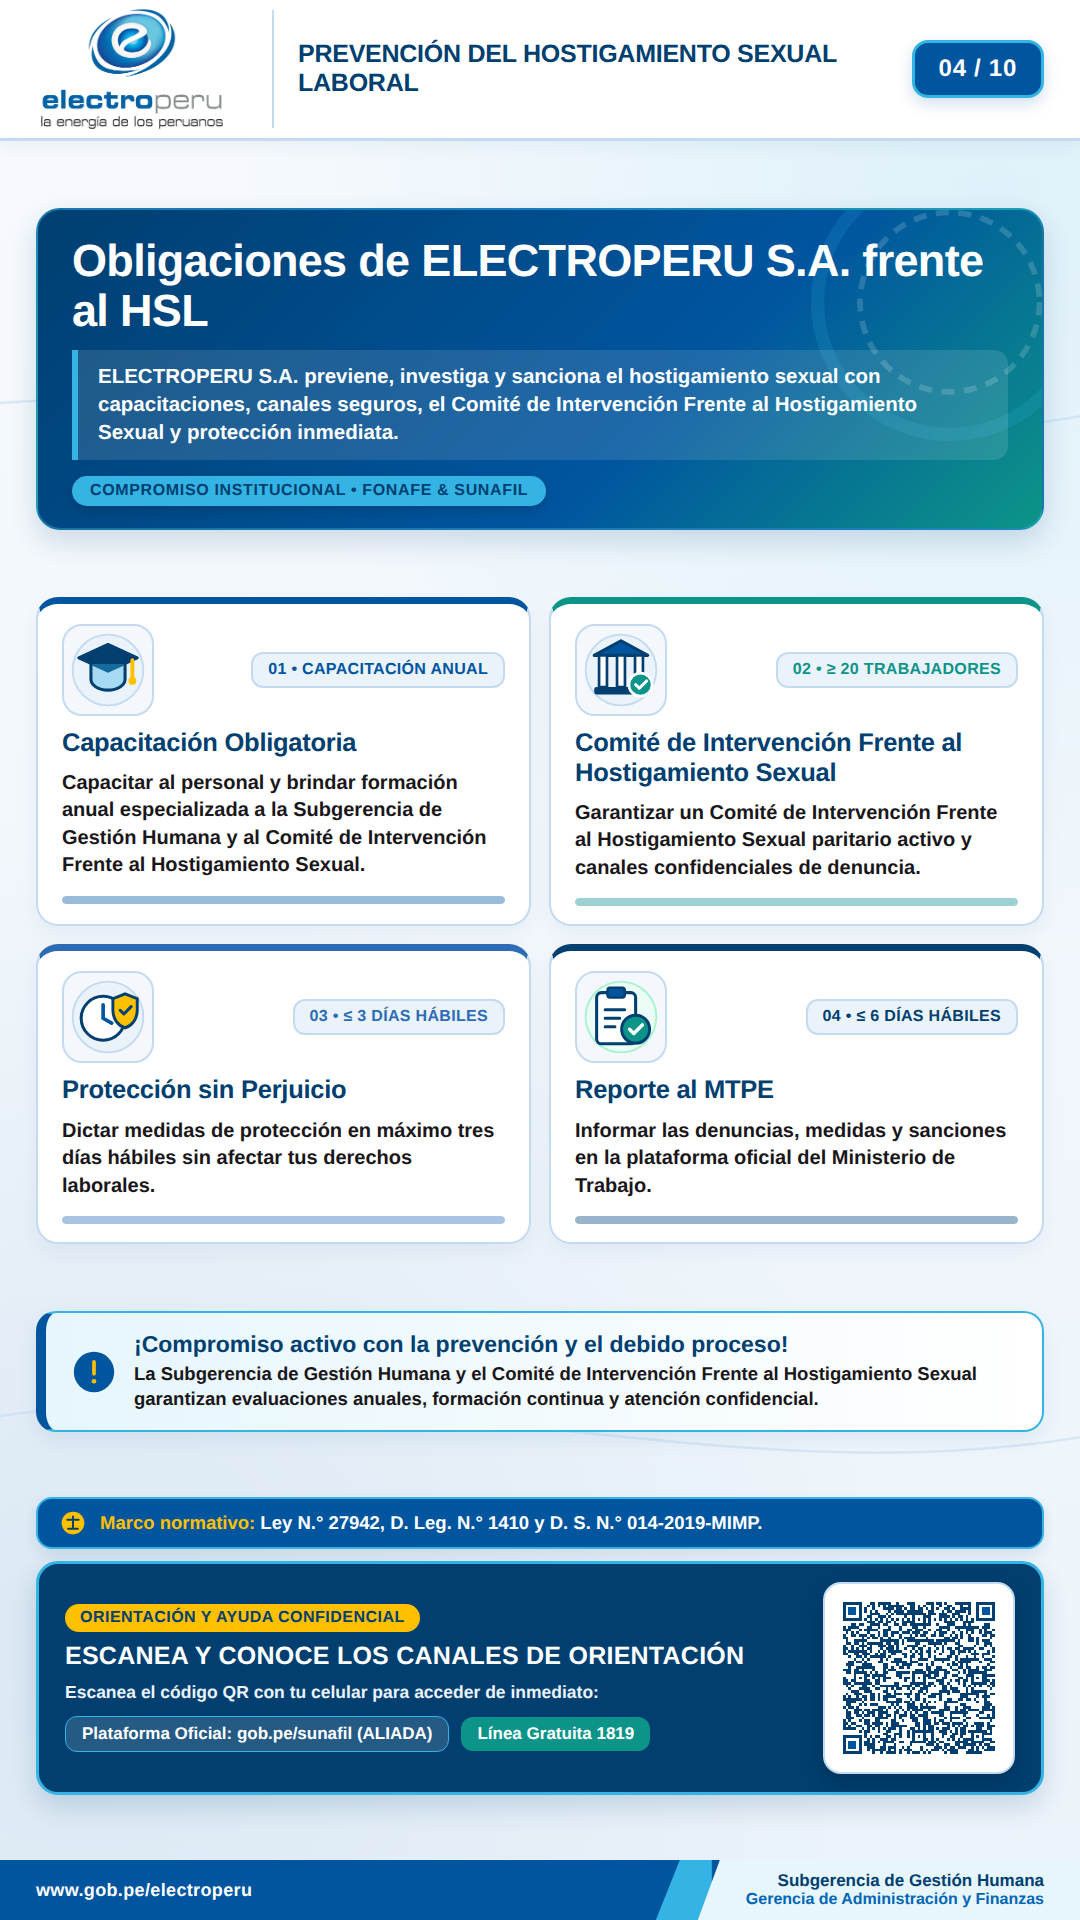 electroperu
la energía de los peruanos
PREVENCIÓN DEL HOSTIGAMIENTO SEXUAL
LABORAL
04 / 10
Obligaciones de ELECTROPERU S.A. frente
al HSL
ELECTROPERU S.A. previene, investiga y sanciona el hostigamiento sexual con
capacitaciones, canales seguros, el Comité de Intervención Frente al Hostigamiento
Sexual y protección inmediata.
COMPROMISO INSTITUCIONAL • FONAFE & SUNAFIL
01 • CAPACITACIÓN ANUAL
Capacitación Obligatoria
Capacitar al personal y brindar formación
anual especializada a la Subgerencia de
Gestión Humana y al Comité de Intervención
Frente al Hostigamiento Sexual.
02 • ≥ 20 TRABAJADORES
Comité de Intervención Frente al
Hostigamiento Sexual
Garantizar un Comité de Intervención Frente
al Hostigamiento Sexual paritario activo y
canales confidenciales de denuncia.
03 • ≤ 3 DÍAS HÁBILES
Protección sin Perjuicio
Dictar medidas de protección en máximo tres
días hábiles sin afectar tus derechos
laborales.
04 • ≤ 6 DÍAS HÁBILES
Reporte al MTPE
Informar las denuncias, medidas y sanciones
en la plataforma oficial del Ministerio de
Trabajo.
¡Compromiso activo con la prevención y el debido proceso!
La Subgerencia de Gestión Humana y el Comité de Intervención Frente al Hostigamiento Sexual
garantizan evaluaciones anuales, formación continua y atención confidencial.
Marco normativo: Ley N.° 27942, D. Leg. N.° 1410 y D. S. N.° 014-2019-MIMP.
ORIENTACIÓN Y AYUDA CONFIDENCIAL
ESCANEA Y CONOCE LOS CANALES DE ORIENTACIÓN
Escanea el código QR con tu celular para acceder de inmediato:
Plataforma Oficial: gob.pe/sunafil (ALIADA)
Línea Gratuita 1819
www.gob.pe/electroperu
Subgerencia de Gestión Humana
Gerencia de Administración y Finanzas